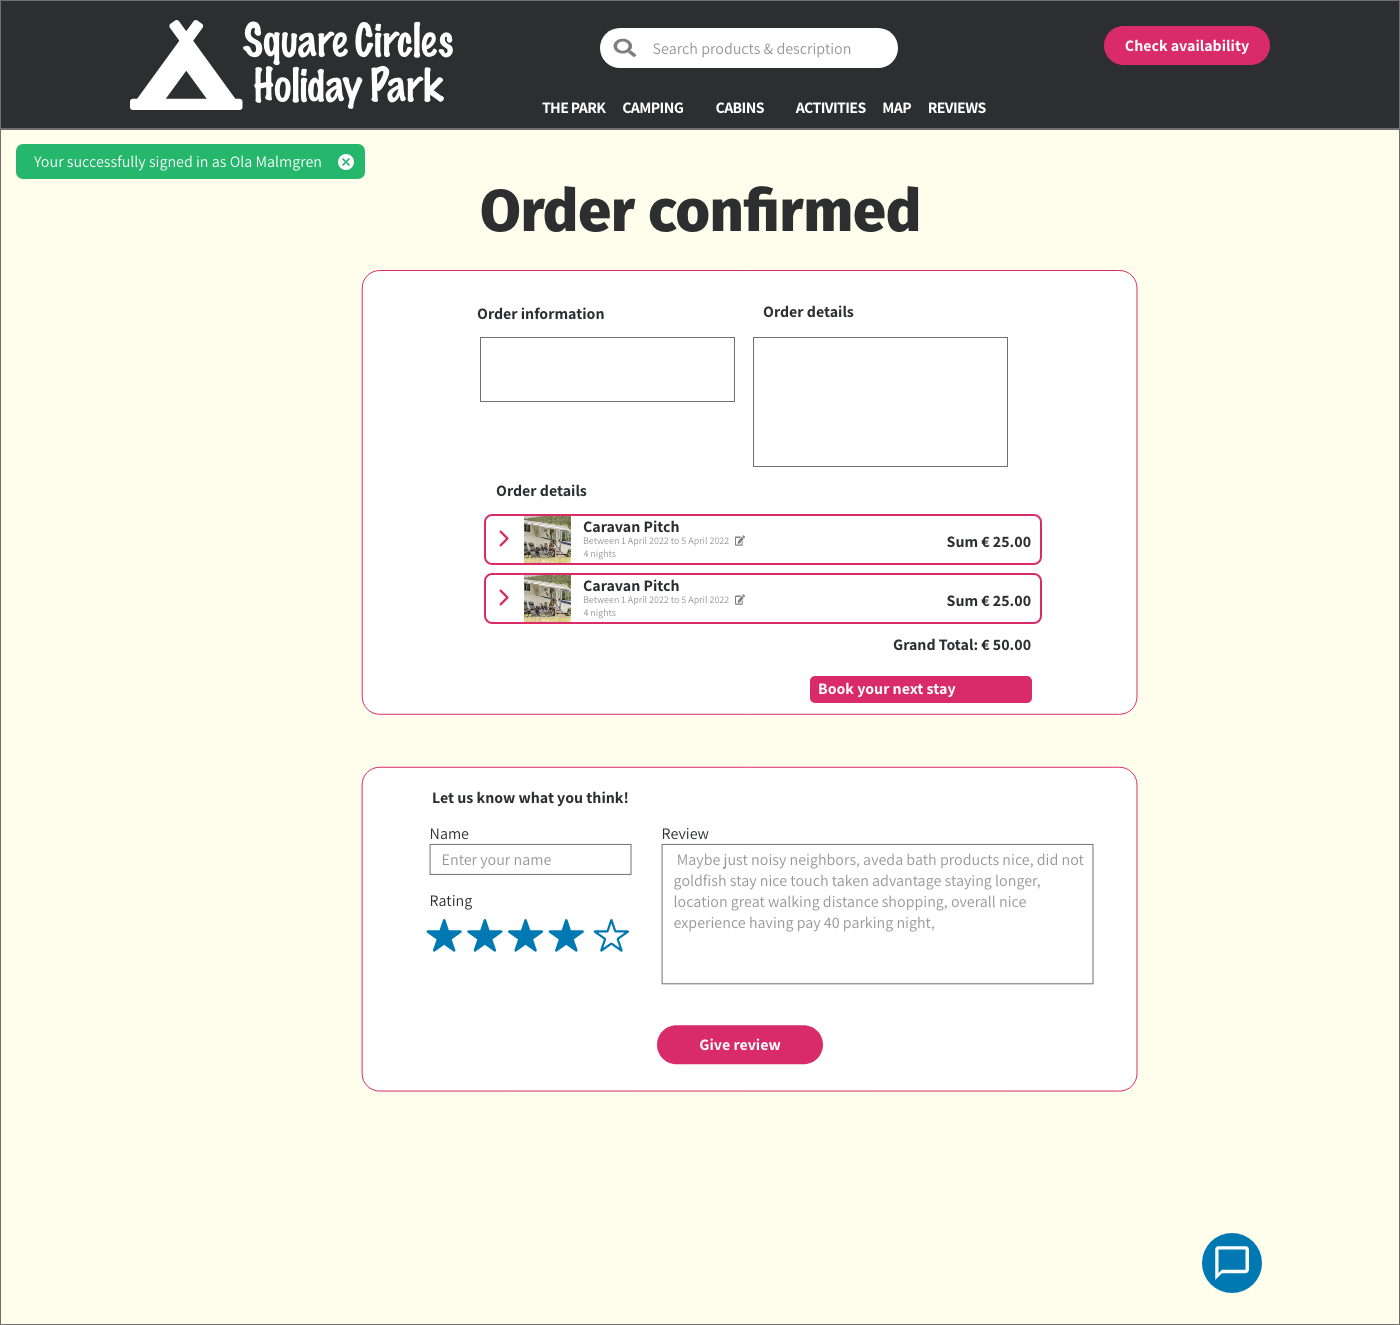 Square Circles
Holiday Park
Search products & description
Check availability
THE PARK CAMPING CABINS ACTIVITIES MAP REVIEWS
Your successfully signed in as Ola Malmgren
Order confirmed
Order information
Order details
Order details
Caravan Pitch
Between 1 April 2022 to 5 April 2022
4 nights
Sum € 25.00
Caravan Pitch
Between 1 April 2022 to 5 April 2022
4 nights
Sum € 25.00
Grand Total: € 50.00
Book your next stay
Let us know what you think!
Name
Enter your name
Rating
Review
Maybe just noisy neighbors, aveda bath products nice, did not
goldfish stay nice touch taken advantage staying longer,
location great walking distance shopping, overall nice
experience having pay 40 parking night,
Give review